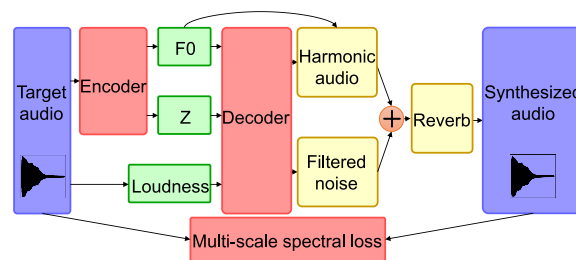 Target
audio
Encoder
F0
Z
Loudness
Decoder
Harmonic
audio
Filtered
noise
+
Reverb
Synthesized
audio
Multi-scale spectral loss